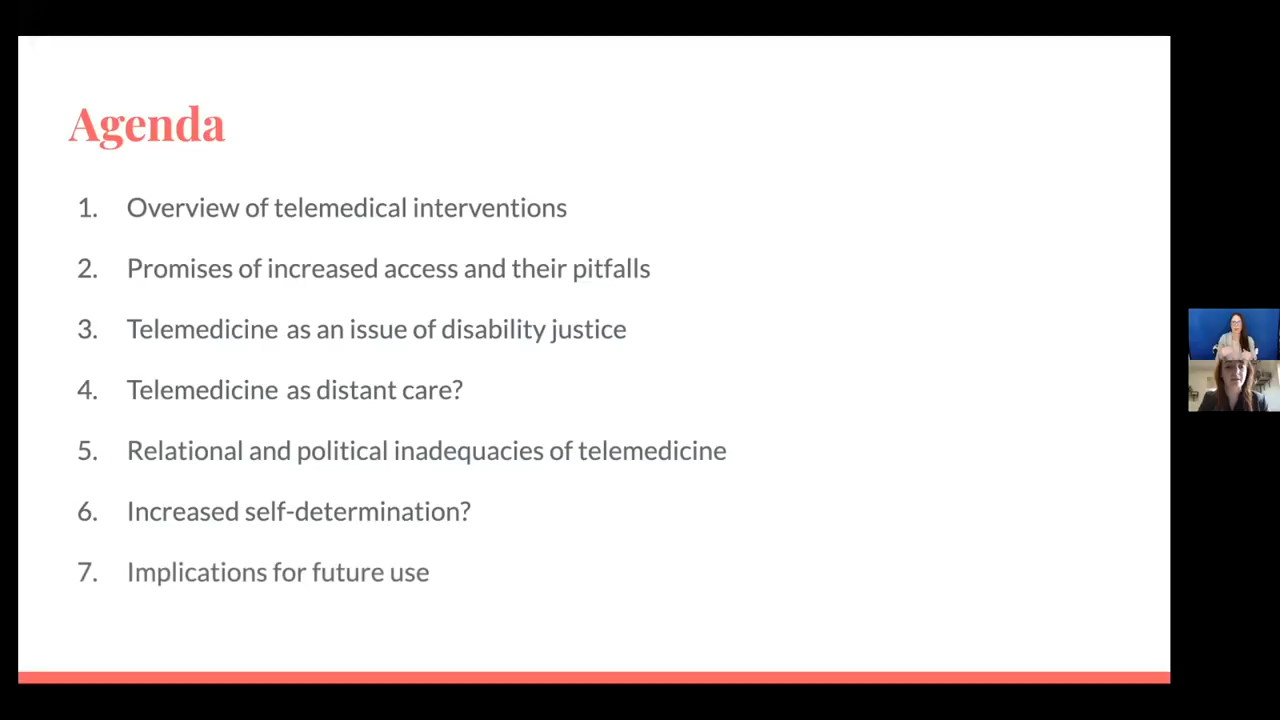 Agenda
1. Overview of telemedical interventions
2. Promises of increased access and their pitfalls
3. Telemedicine as an issue of disability justice
4. Telemedicine as distant care?
5. Relational and political inadequacies of telemedicine
6. Increased self-determination?
7. Implications for future use